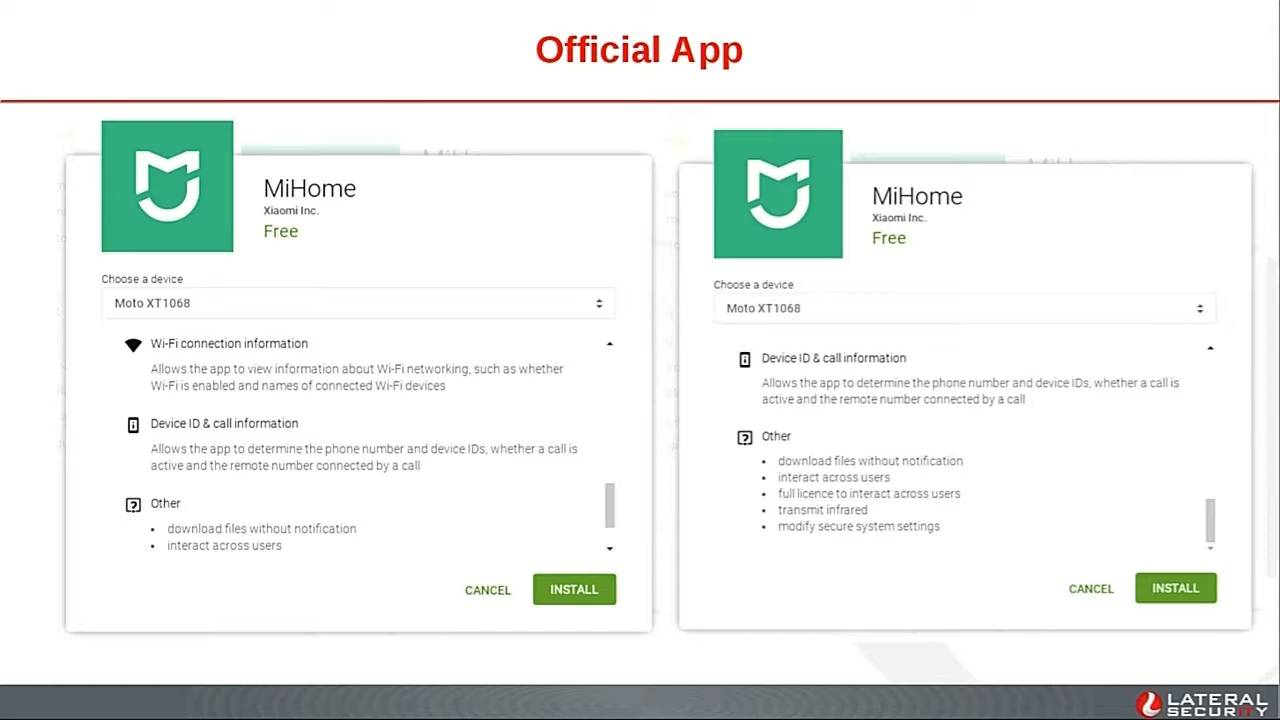 Official App
MiHome
Xiaomi Inc.
Free
Choose a device
Moto XT1068
Wi-Fi connection information
Allows the app to view information about Wi-Fi networking, such as whether
Wi-Fi is enabled and names of connected Wi-Fi devices
Device ID & call information
Allows the app to determine the phone number and device IDs, whether a call is
active and the remote number connected by a call
Other
• download files without notification
• interact across users
CANCEL
INSTALL
MiHome
Xiaomi Inc.
Free
Choose a device
Moto XT1068
Device ID & call information
Allows the app to determine the phone number and device IDs, whether a call is
active and the remote number connected by a call
Other
• download files without notification
• interact across users
• full licence to interact across users
• transmit infrared
• modify secure system settings
CANCEL
INSTALL
LATERAL
SECURITY